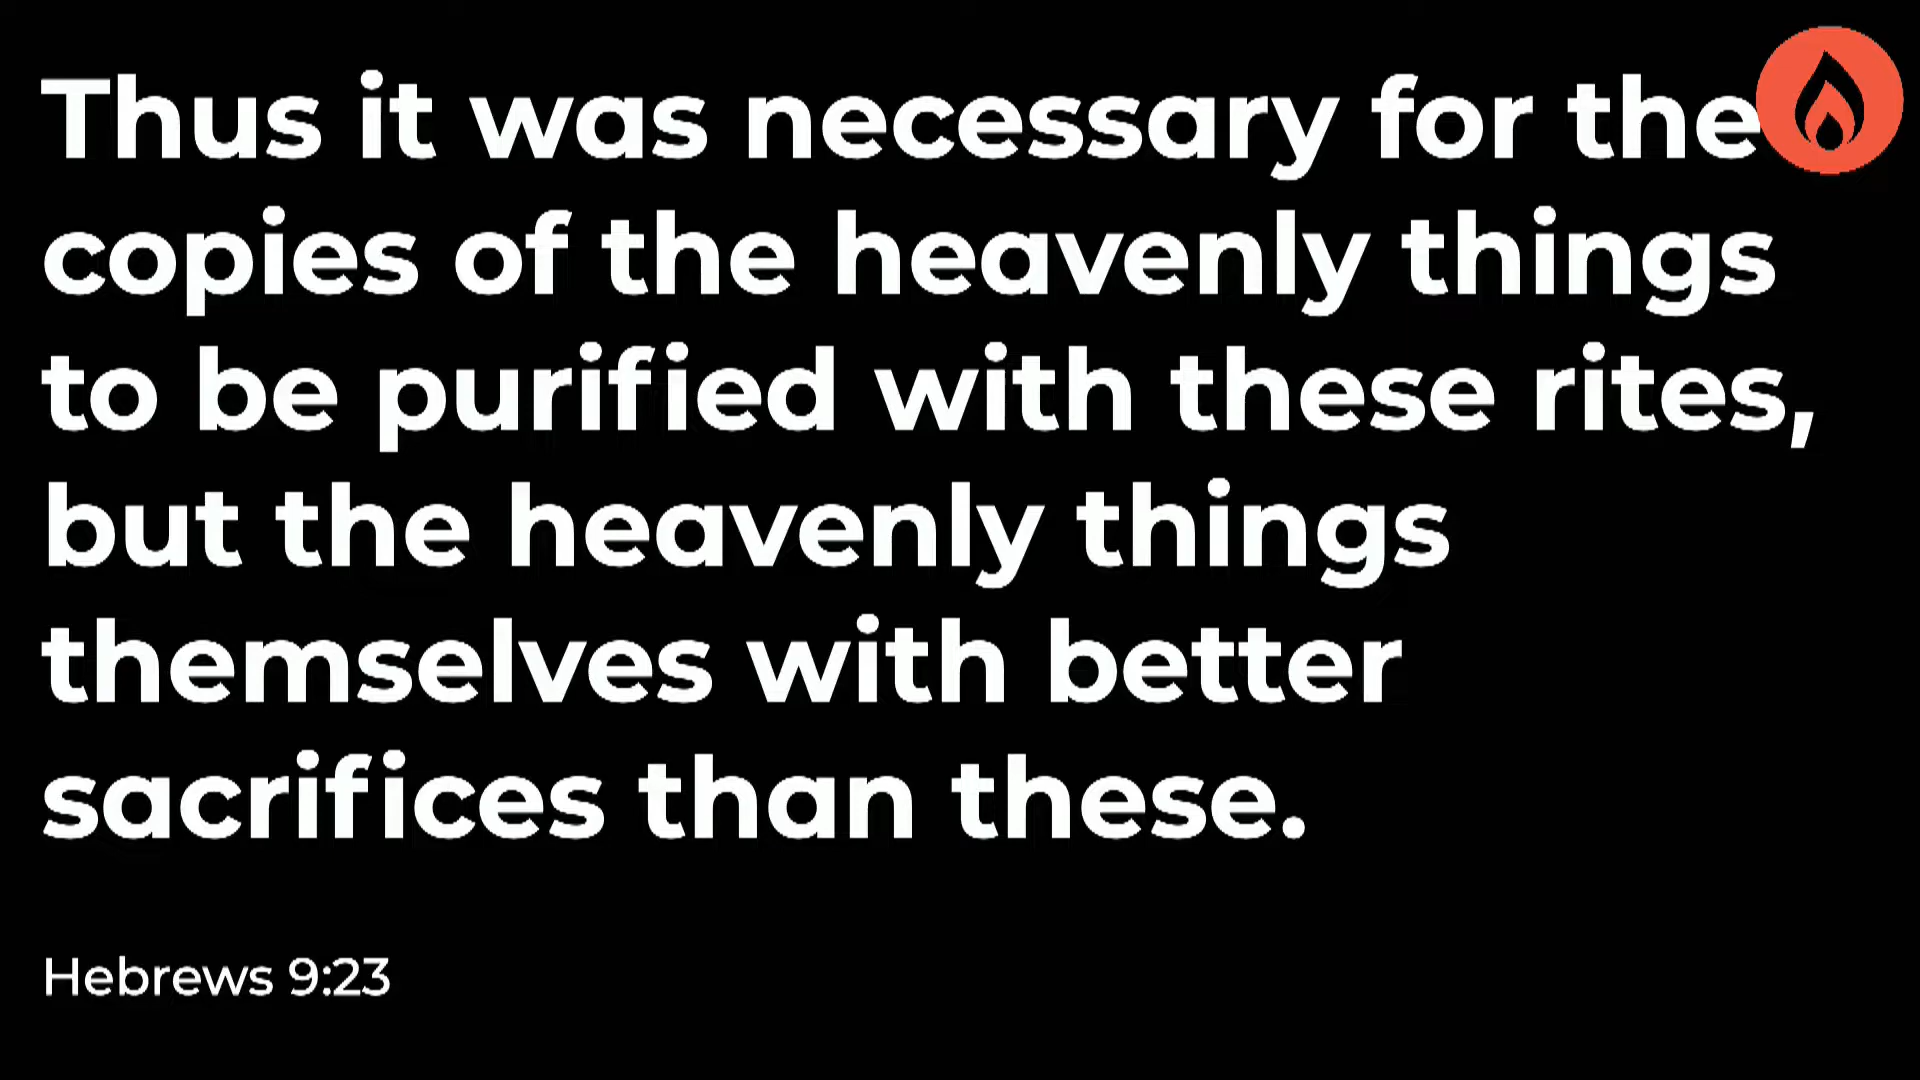 Thus it was necessary for the
copies of the heavenly things
to be purified with these rites,
but the heavenly things
themselves with better
sacrifices than these.
Hebrews 9:23